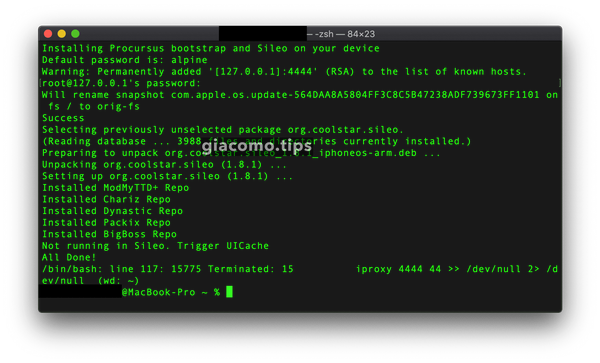 — -zsh — 84×23
Installing Procursus bootstrap and Sileo on your device
Default password is: alpine
Warning: Permanently added '[127.0.0.1]:4444' (RSA) to the list of known hosts.
root@127.0.0.1's password:
Will rename snapshot com.apple.os.update-564DAA8A5804FF3C8C5B47238ADF739673FF1101 on
fs / to orig-fs
Success
Selecting previously unselected package org.coolstar.sileo.
(Reading database ... 3988 files and directories currently installed.)
giacomo.tips
Preparing to unpack org.coolstar.sileo_1.8.1_iphoneos-arm.deb ...
Unpacking org.coolstar.sileo (1.8.1) ...
Setting up org.coolstar.sileo (1.8.1) ...
Installed ModMyTTD+ Repo
Installed Chariz Repo
Installed Dynastic Repo
Installed Packix Repo
Installed BigBoss Repo
Not running in Sileo. Trigger UICache
All Done!
/bin/bash: line 117: 15775 Terminated: 15 iproxy 4444 44 >> /dev/null 2> /d
ev/null (wd: ~)
@MacBook-Pro ~ %